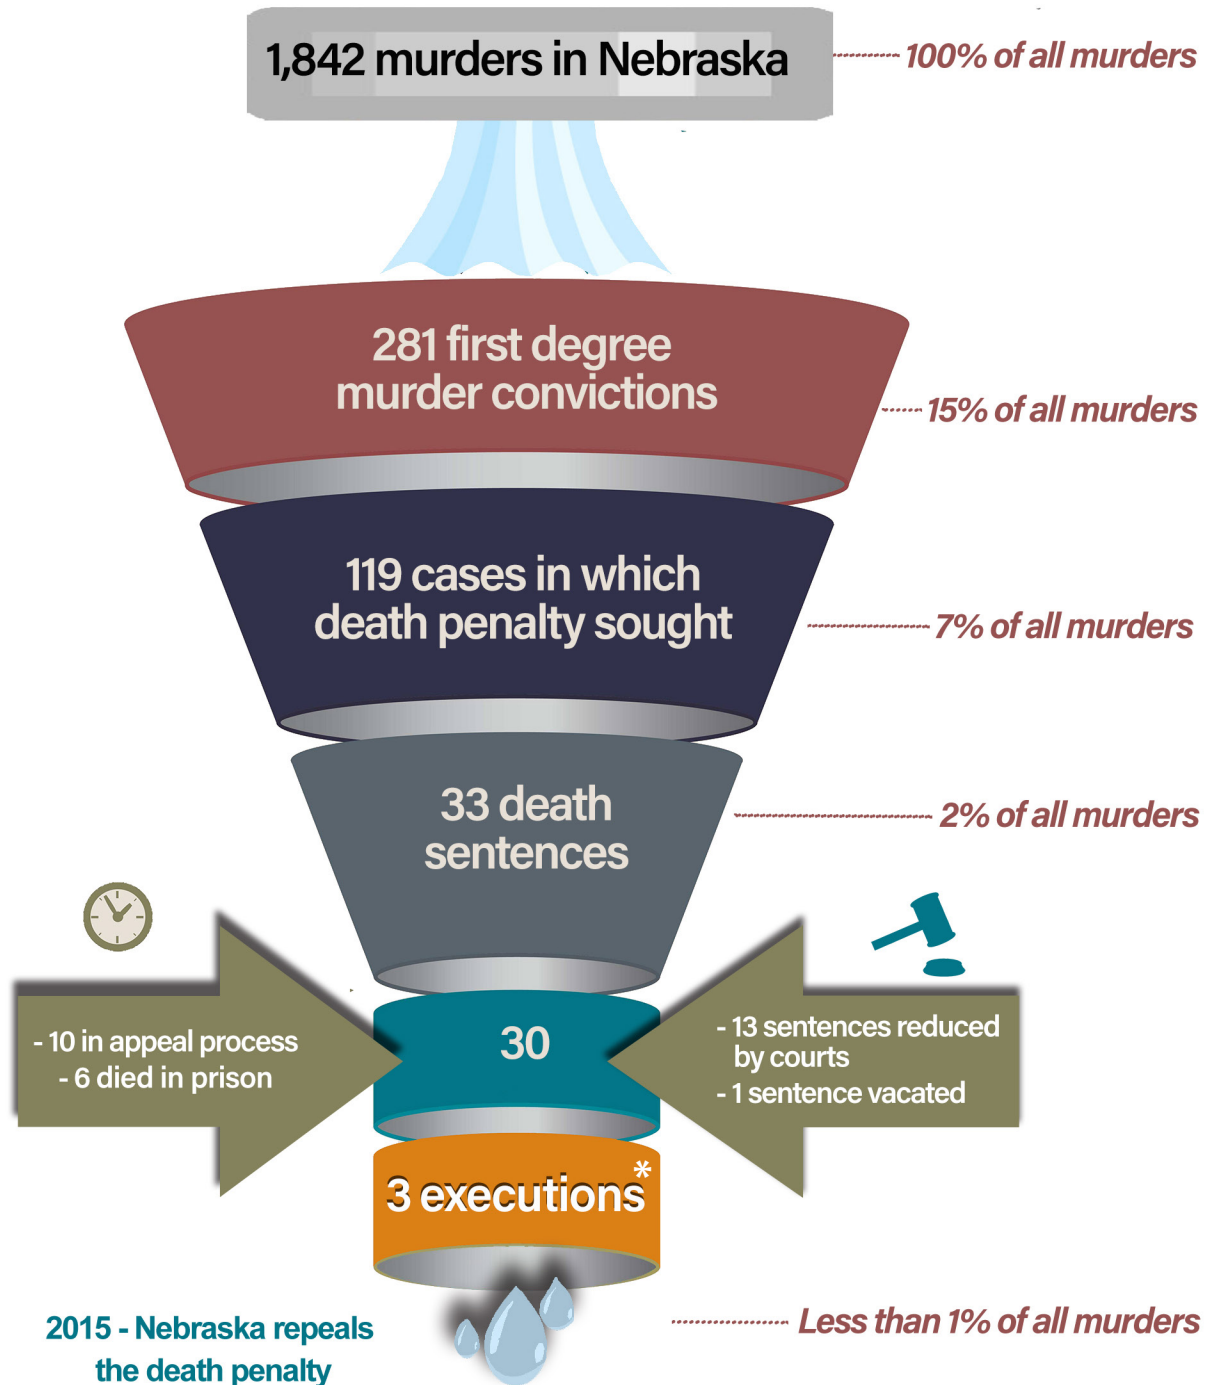 1,842 murders in Nebraska
100% of all murders
281 first degree
murder convictions
15% of all murders
119 cases in which
death penalty sought
7% of all murders
33 death
sentences
2% of all murders
- 10 in appeal process
- 6 died in prison
30
- 13 sentences reduced
by courts
- 1 sentence vacated
3 executions*
Less than 1% of all murders
2015 - Nebraska repeals
the death penalty